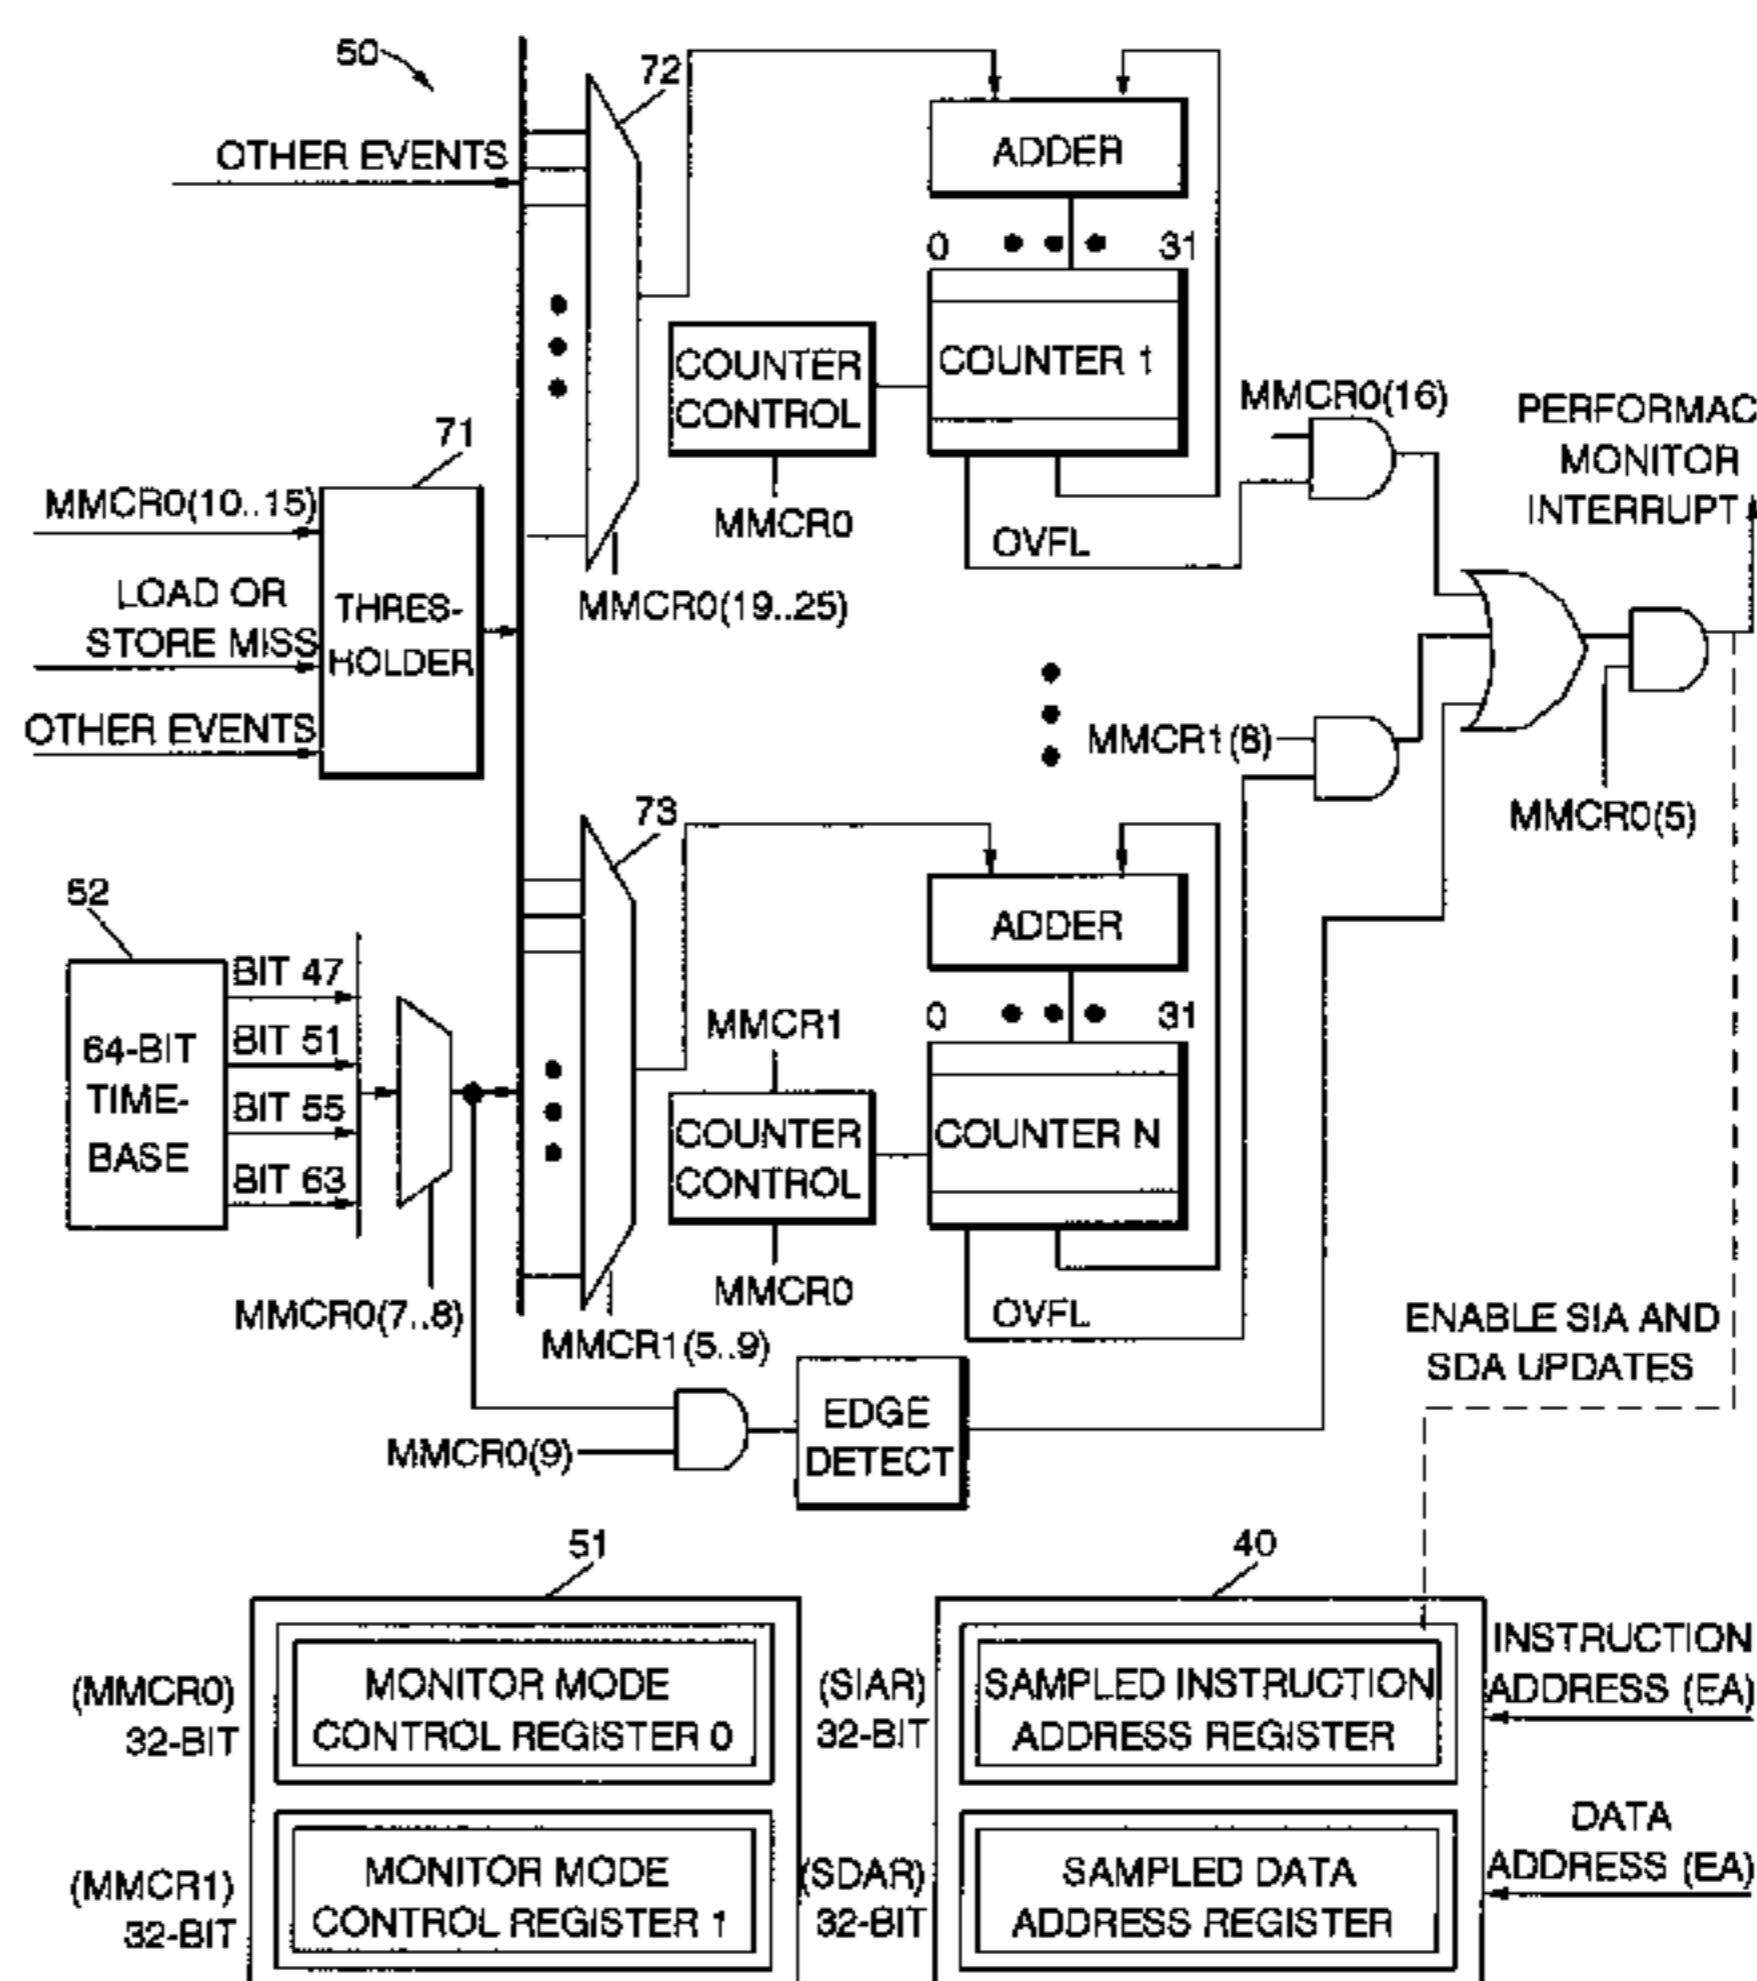 50
72
OTHER EVENTS
ADDER
0
31
COUNTER
CONTROL
COUNTER 1
MMCR0
OVFL
MMCR0(16)
PERFORMAC
MONITOR
INTERRUPT
71
MMCR0(10..15)
LOAD OR
STORE MISS
OTHER EVENTS
THRES-
HOLDER
MMCR0(19..25)
MMCR1(6)
MMCR0(5)
73
52
64-BIT
TIME-
BASE
BIT 47
BIT 51
BIT 55
BIT 63
MMCR0(7..8)
ADDER
0
31
MMCR1
COUNTER
CONTROL
COUNTER N
MMCR0
OVFL
MMCR1(5..9)
MMCR0(9)
EDGE
DETECT
ENABLE SIA AND
SDA UPDATES
51
(MMCR0)
32-BIT
MONITOR MODE
CONTROL REGISTER 0
(MMCR1)
32-BIT
MONITOR MODE
CONTROL REGISTER 1
40
(SIAR)
32-BIT
SAMPLED INSTRUCTION
ADDRESS REGISTER
INSTRUCTION
ADDRESS (EA)
(SDAR)
32-BIT
SAMPLED DATA
ADDRESS REGISTER
DATA
ADDRESS (EA)